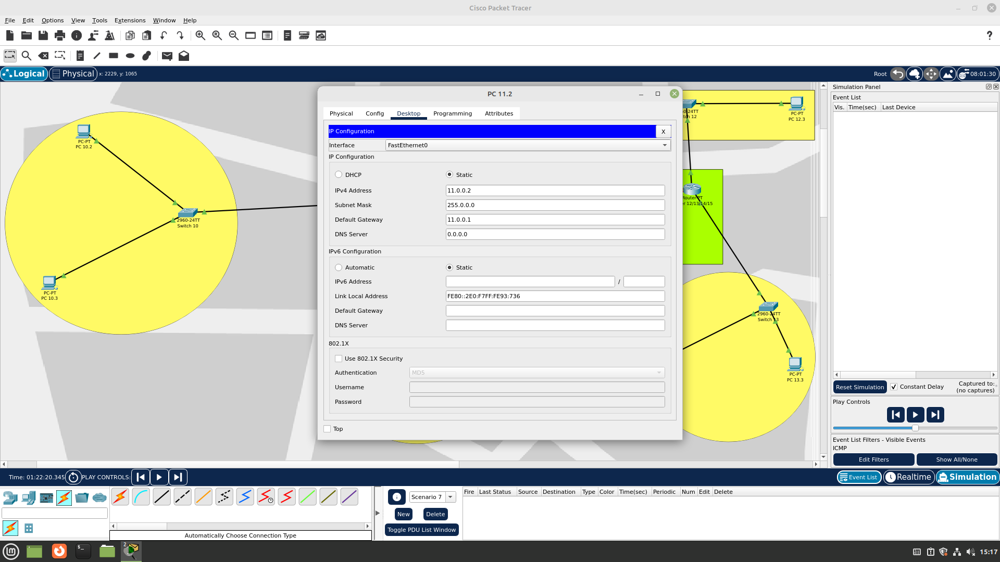 Cisco Packet Tracer
File Edit Options View Tools Extensions Window Help
?
Logical Physical x: 2229, y: 1065 Root 08:01:30
PC-PT
PC 10.2
2960-24TT
Switch 10
PC-PT
PC 10.3
PC 11.2
Physical Config Desktop Programming Attributes
IP Configuration X
Interface FastEthernet0
IP Configuration
DHCP Static
IPv4 Address 11.0.0.2
Subnet Mask 255.0.0.0
Default Gateway 11.0.0.1
DNS Server 0.0.0.0
IPv6 Configuration
Automatic Static
IPv6 Address /
Link Local Address FE80::2E0:F7FF:FE93:736
Default Gateway
DNS Server
802.1X
Use 802.1X Security
Authentication MD5
Username
Password
Top
0-24TT
tch 12
PC-PT
PC 12.3
Router-PT
r 12/13/14/15
2960-24TT
Switch 13
PC-PT
PC 13.3
Simulation Panel
Event List
Vis. Time(sec) Last Device
Reset Simulation Constant Delay Captured to:
(no captures)
Play Controls
Event List Filters - Visible Events
ICMP
Edit Filters Show All/None
Time: 01:22:20.345 PLAY CONTROLS: Event List Realtime Simulation
Automatically Choose Connection Type
Scenario 7
New Delete
Toggle PDU List Window
Fire Last Status Source Destination Type Color Time(sec) Periodic Num Edit Delete
2
15:17